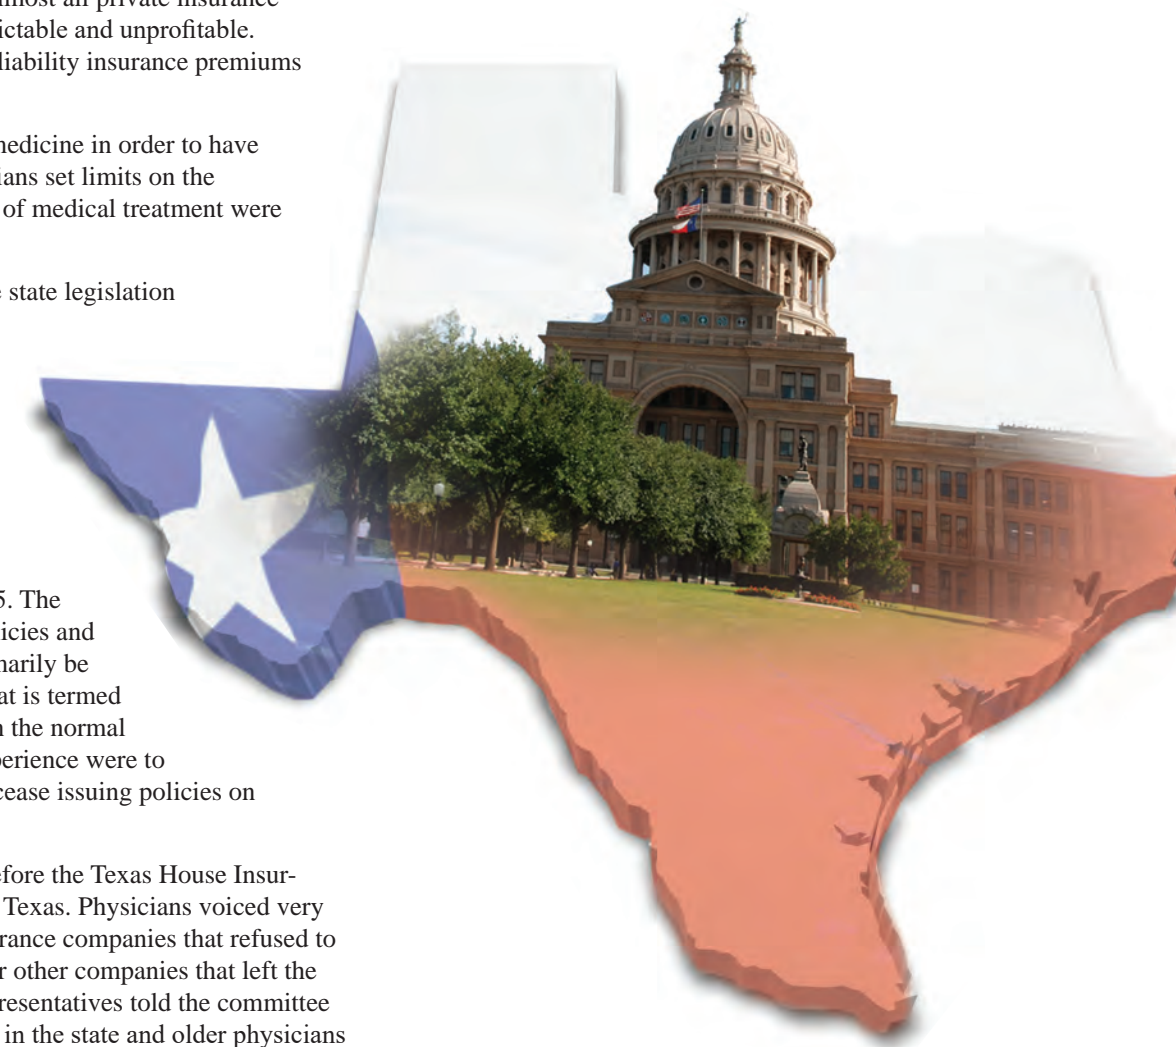 most all private insurance
ictable and unprofitable.
liability insurance premiums
medicine in order to have
ians set limits on the
of medical treatment were
state legislation
5. The
icies and
narily be
at is termed
n the normal
perience were to
cease issuing policies on
efore the Texas House Insur-
Texas. Physicians voiced very
rance companies that refused to
r other companies that left the
resentatives told the committee
in the state and older physicians